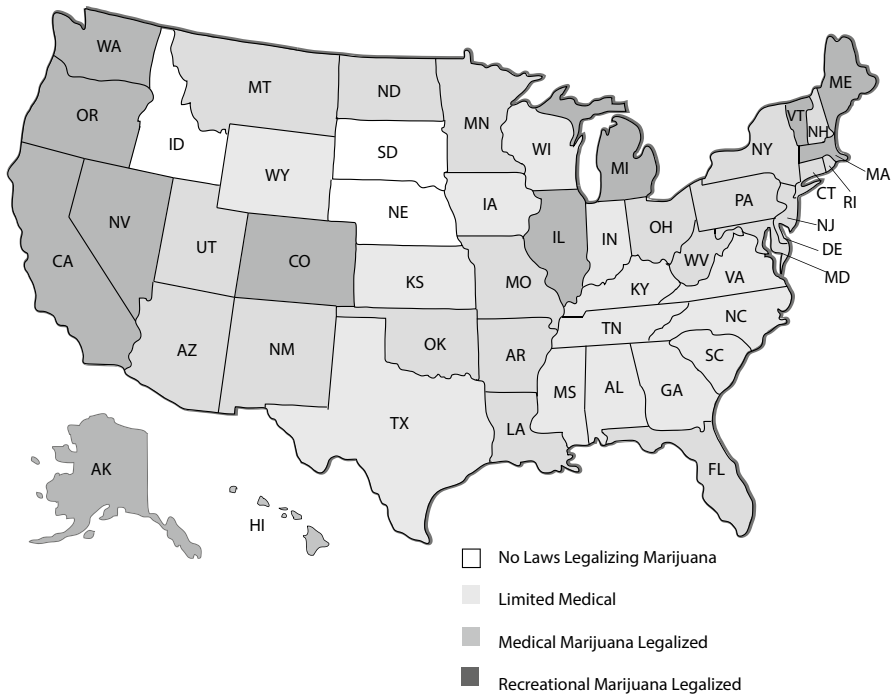 WA
MT
ND
ME
OR
MN
VT
NH
ID
SD
WI
NY
MI
MA
WY
CT
RI
IA
PA
NE
NJ
NV
IL
OH
IN
UT
DE
CO
WV
MD
CA
VA
KS
MO
KY
NC
TN
OK
AZ
NM
AR
SC
MS
AL
GA
TX
LA
AK
FL
HI
No Laws Legalizing Marijuana
Limited Medical
Medical Marijuana Legalized
Recreational Marijuana Legalized